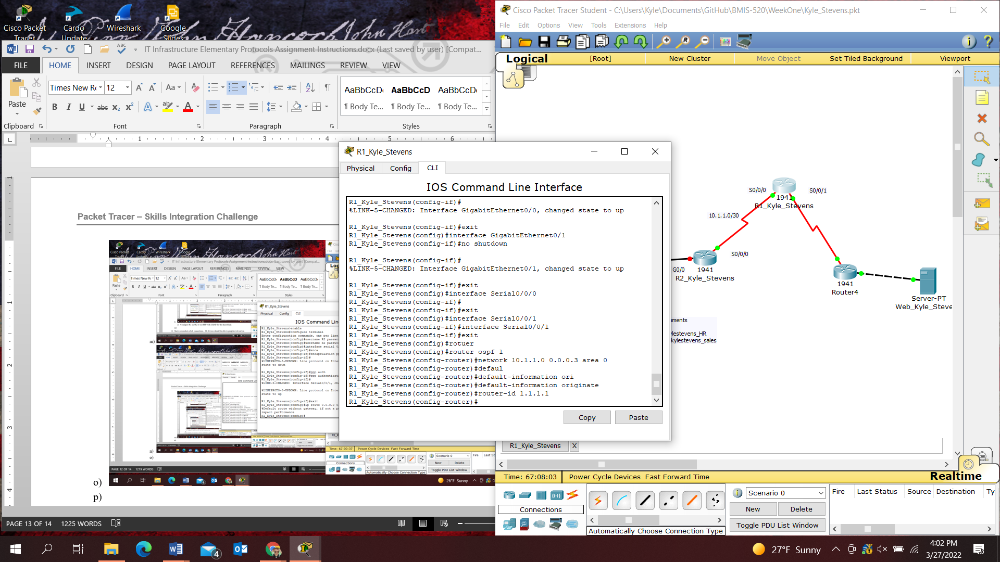 Cisco Packet Tracer
Cardo Update
Wireshark
Google Slides
IT Infrastructure Elementary Protocols Assignment Instructions.docx (Last saved by user) [Compat...
FILE HOME INSERT DESIGN PAGE LAYOUT REFERENCES MAILINGS REVIEW VIEW
Paste
Times New Ro 12
AaBbCcDc AaBbCcD AaBbCcDc
¶ Body Te... ¶ Body Te... ¶ Body Te...
Clipboard Font Paragraph Styles
1 2 3 4 5 6
Packet Tracer – Skills Integration Challenge
m)
n)
o)
o)
p)
PAGE 13 OF 14 1225 WORDS
Cisco Packet Tracer Student - C:\Users\Kyle\Documents\GitHub\BMIS-520\WeekOne\Kyle_Stevens.pkt
File Edit Options View Tools Extensions Help
Logical [Root] New Cluster Move Object Set Tiled Background Viewport
R1_Kyle_Stevens
Physical Config CLI
IOS Command Line Interface
R1_Kyle_Stevens(config-if)#
%LINK-5-CHANGED: Interface GigabitEthernet0/0, changed state to up
R1_Kyle_Stevens(config-if)#exit
R1_Kyle_Stevens(config)#interface GigabitEthernet0/1
R1_Kyle_Stevens(config-if)#no shutdown
R1_Kyle_Stevens(config-if)#
%LINK-5-CHANGED: Interface GigabitEthernet0/1, changed state to up
R1_Kyle_Stevens(config-if)#exit
R1_Kyle_Stevens(config)#interface Serial0/0/0
R1_Kyle_Stevens(config-if)#
R1_Kyle_Stevens(config-if)#exit
R1_Kyle_Stevens(config)#interface Serial0/0/1
R1_Kyle_Stevens(config-if)#interface Serial0/0/1
R1_Kyle_Stevens(config-if)#exit
R1_Kyle_Stevens(config)#rotuer
R1_Kyle_Stevens(config)#router ospf 1
R1_Kyle_Stevens(config-router)#network 10.1.1.0 0.0.0.3 area 0
R1_Kyle_Stevens(config-router)#defaul
R1_Kyle_Stevens(config-router)#default-information ori
R1_Kyle_Stevens(config-router)#default-information originate
R1_Kyle_Stevens(config-router)#router-id 1.1.1.1
R1_Kyle_Stevens(config-router)#
Copy Paste
S0/0/0 S0/0/1
1941
R1_Kyle_Stevens
10.1.1.0/30
S0/0/0
G0/0 1941
R2_Kyle_Stevens
1941
Router4
Server-PT
Web_Kyle_Steve
ments
ylestevens_HR
kylestevens_sales
R1_Kyle_Stevens X
Time: 67:08:03 Power Cycle Devices Fast Forward Time Realtime
Connections
Automatically Choose Connection Type
Scenario 0
New Delete
Toggle PDU List Window
Fire Last Status Source Destination Ty
4
27°F Sunny
4:02 PM
3/27/2022